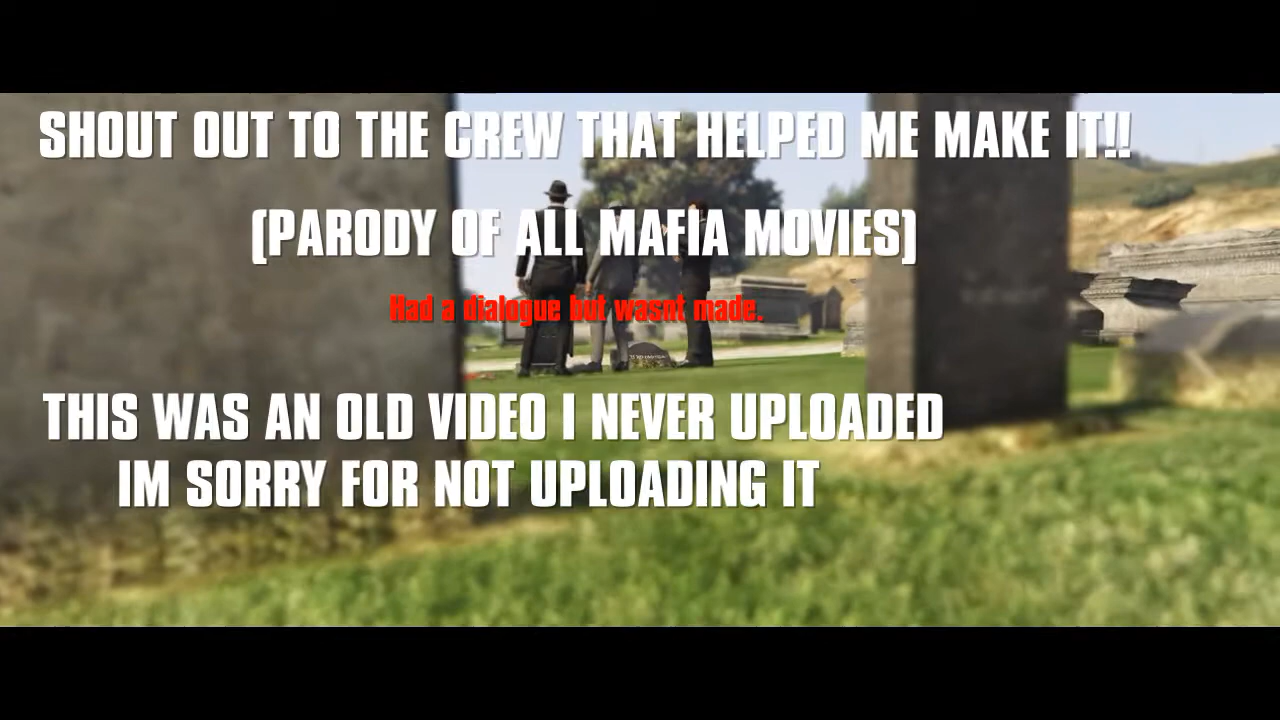 SHOUT OUT TO THE CREW THAT HELPED ME MAKE IT!!
(PARODY OF ALL MAFIA MOVIES)
Had a dialogue but wasnt made.
THIS WAS AN OLD VIDEO I NEVER UPLOADED
IM SORRY FOR NOT UPLOADING IT